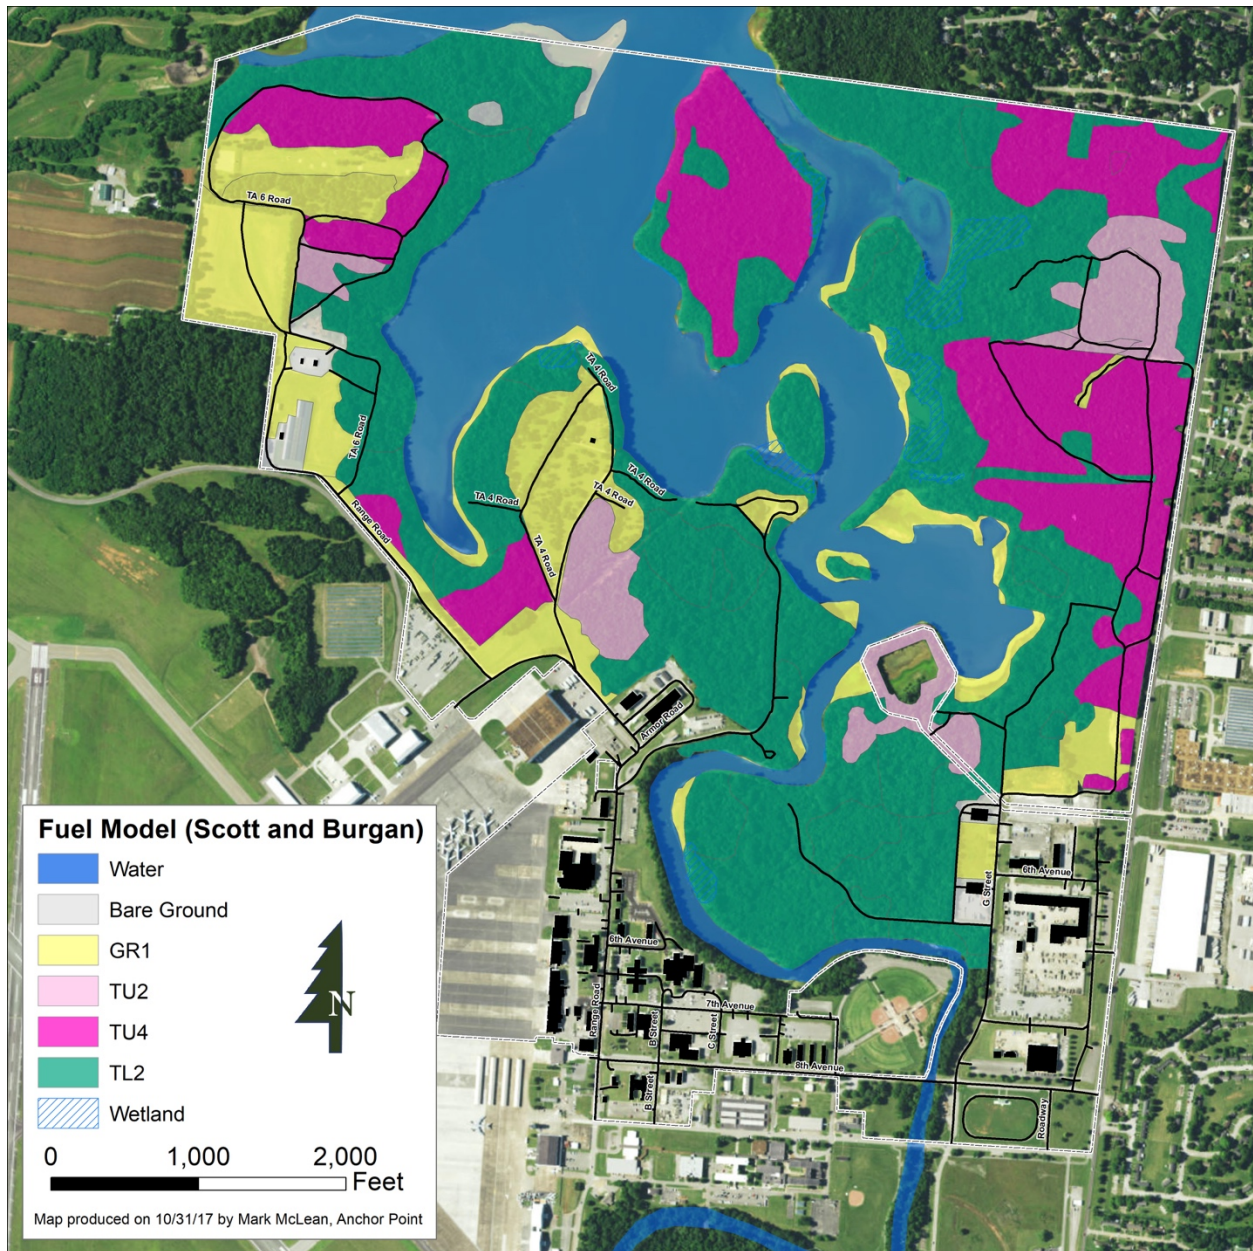 TA 6 Road
TA 4 Road
TA 6 Road
TA 4 Road
TA 4 Road
TA 4 Road
Range Road
TA 4 Road
Armor Road
Fuel Model (Scott and Burgan)
Water
Bare Ground
GR1
TU2
TU4
TL2
Wetland
N
0 1,000 2,000
Feet
Map produced on 10/31/17 by Mark McLean, Anchor Point
6th Avenue
G Street
6th Avenue
7th Avenue
Range Road
B Street
C Street
8th Avenue
B Street
Roadway